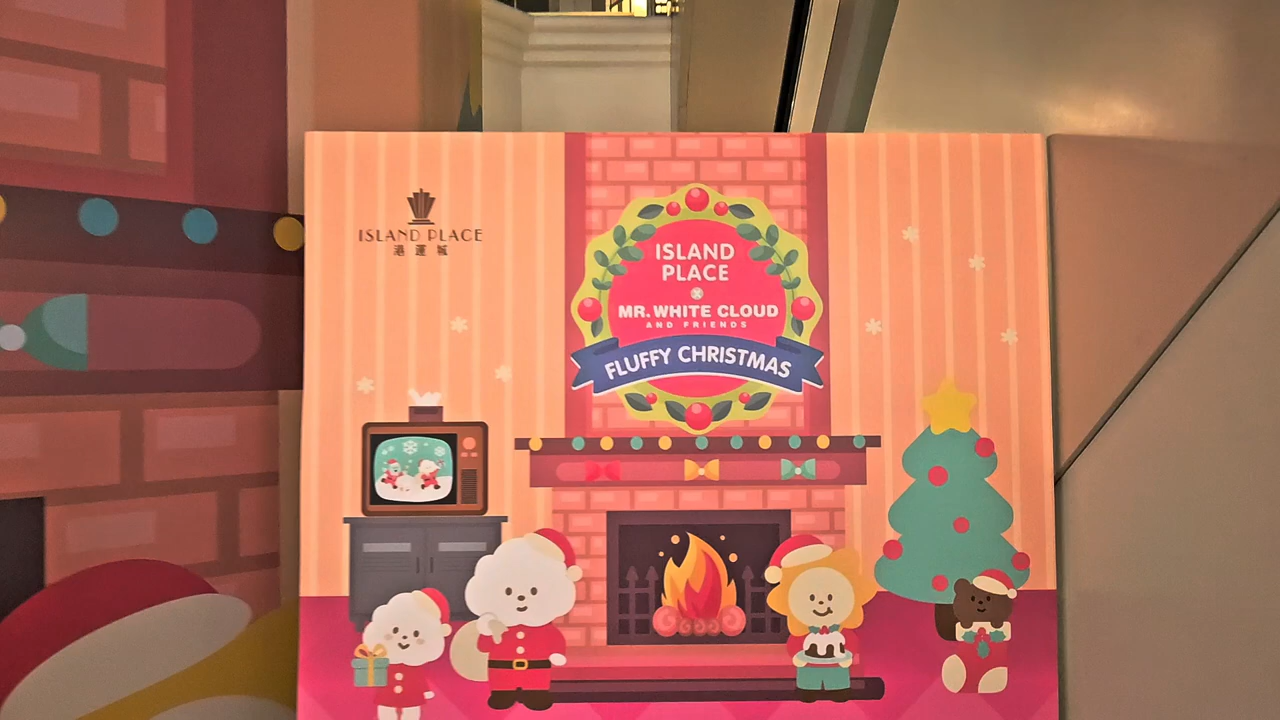 ISLAND PLACE
港運城
ISLAND
PLACE
X
MR. WHITE CLOUD
AND FRIENDS
FLUFFY CHRISTMAS